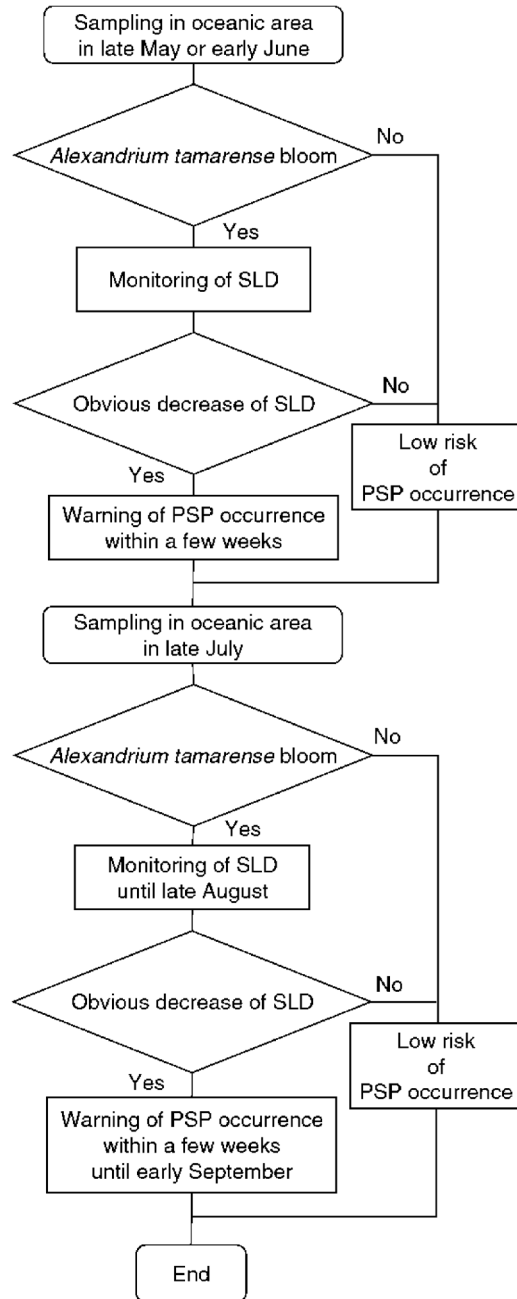 Sampling in oceanic area
in late May or early June
No
Alexandrium tamarense bloom
Yes
Monitoring of SLD
No
Obvious decrease of SLD
Yes
Low risk
of
PSP occurrence
Warning of PSP occurrence
within a few weeks
Sampling in oceanic area
in late July
No
Alexandrium tamarense bloom
Yes
Monitoring of SLD
until late August
No
Obvious decrease of SLD
Yes
Low risk
of
PSP occurrence
Warning of PSP occurrence
within a few weeks
until early September
End